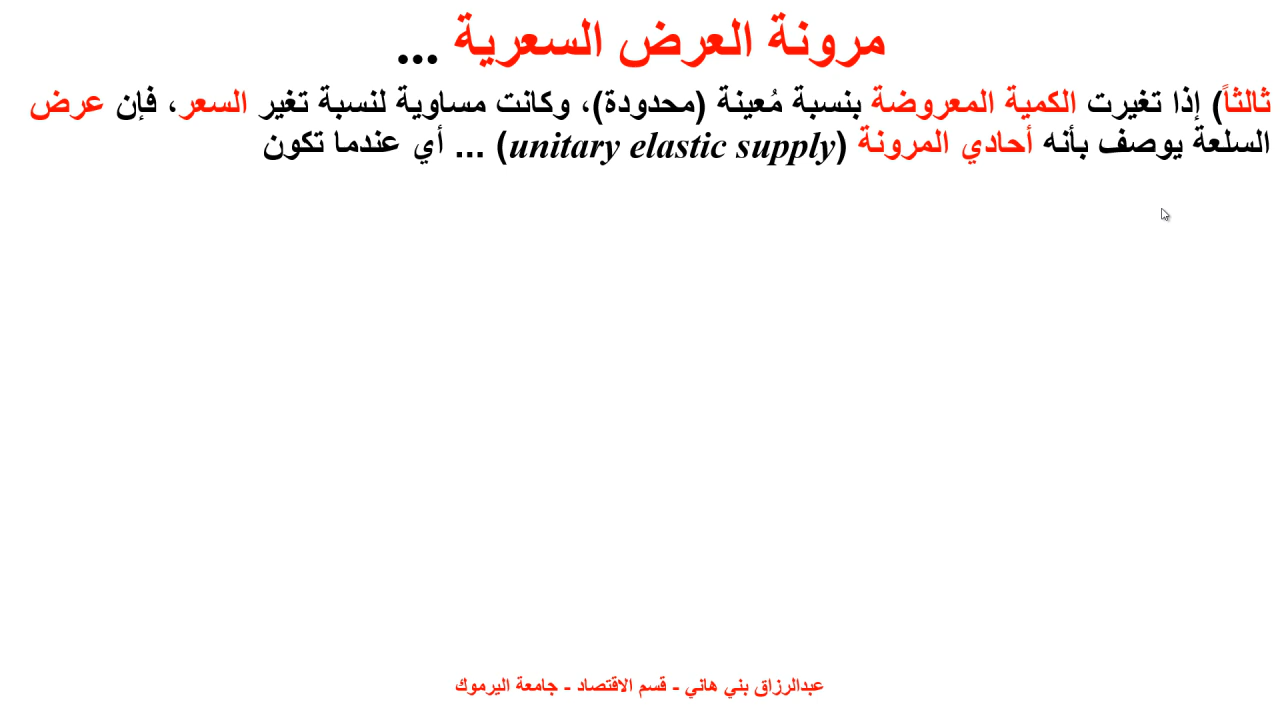 مرونة العرض السعرية ...
ثالثاً) إذا تغيرت الكمية المعروضة بنسبة مُعينة (محدودة)، وكانت مساوية لنسبة تغير السعر، فإن عرض
السلعة يوصف بأنه أحادي المرونة (unitary elastic supply) ... أي عندما تكون
عبدالرزاق بني هاني - قسم الاقتصاد - جامعة اليرموك